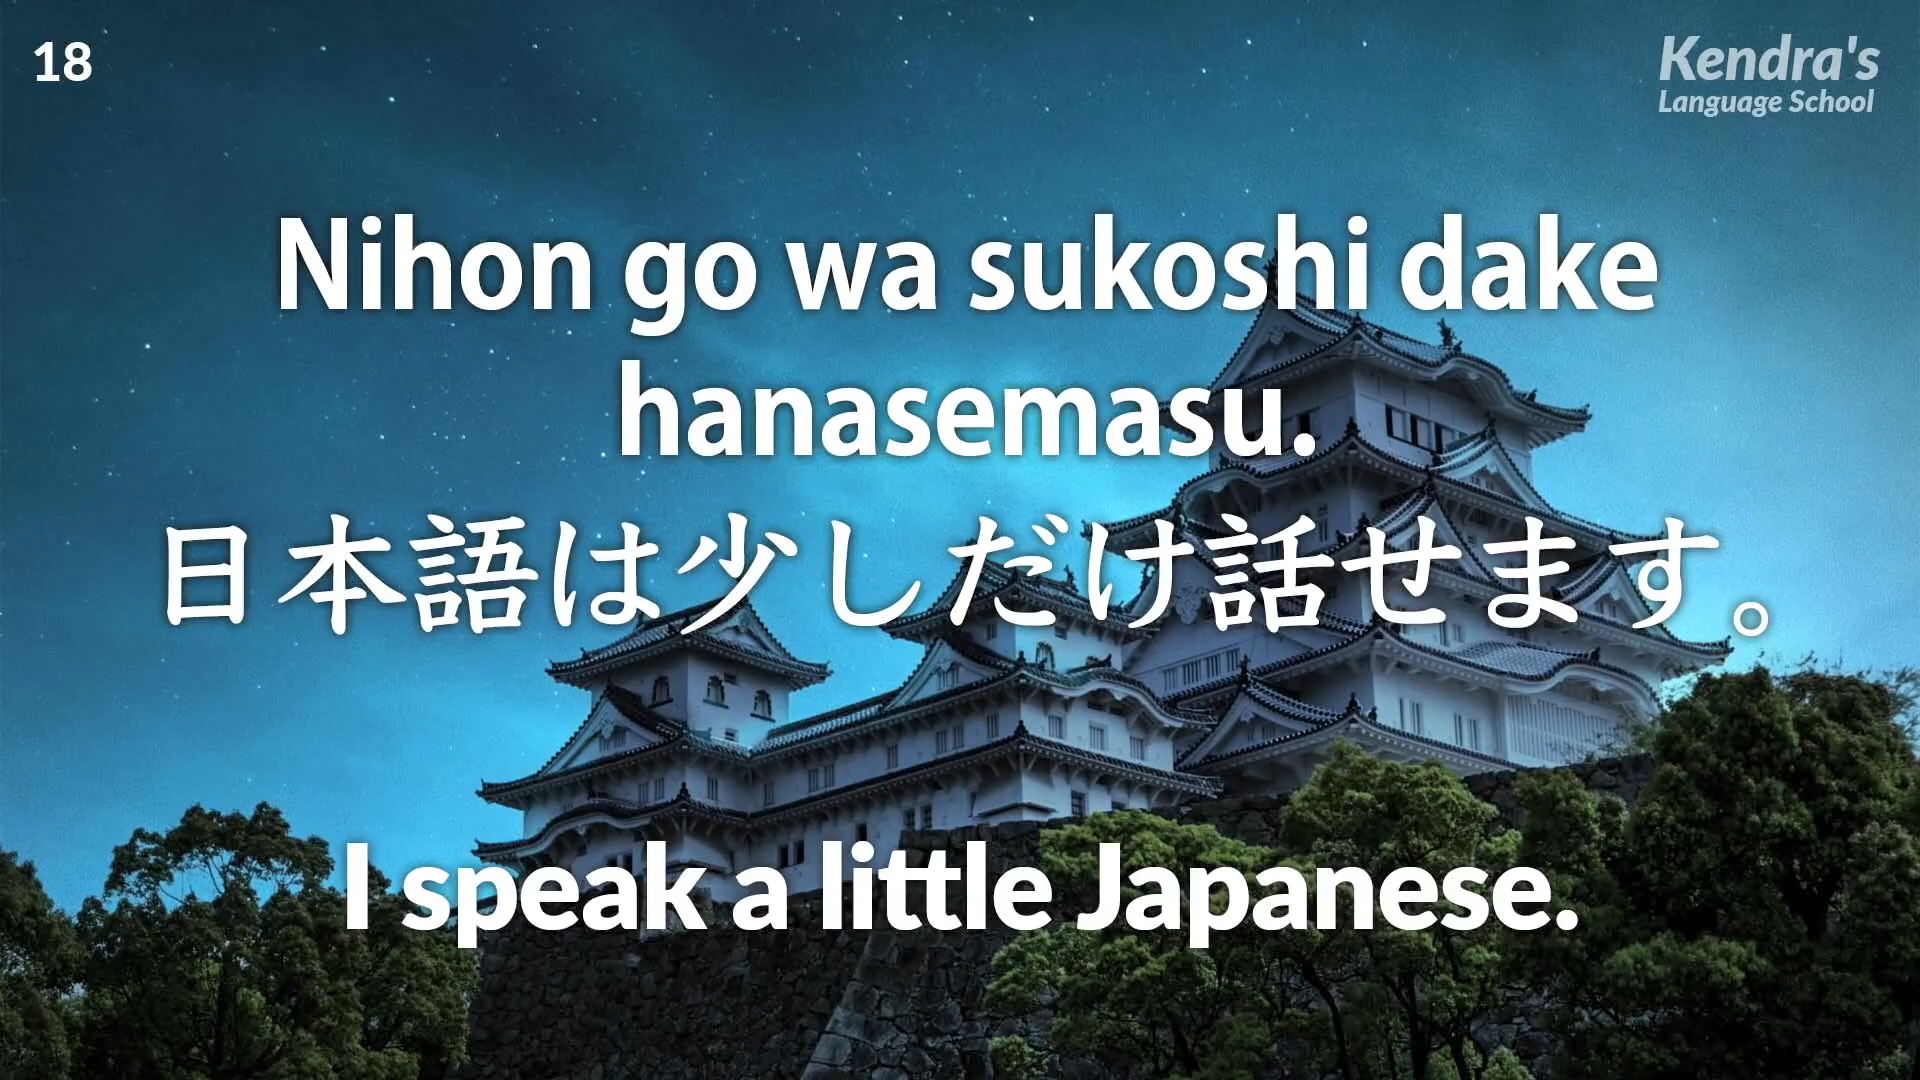 18
Kendra's
Language School
Nihon go wa sukoshi dake
hanasemasu.
日本語は少しだけ話せます。
I speak a little Japanese.